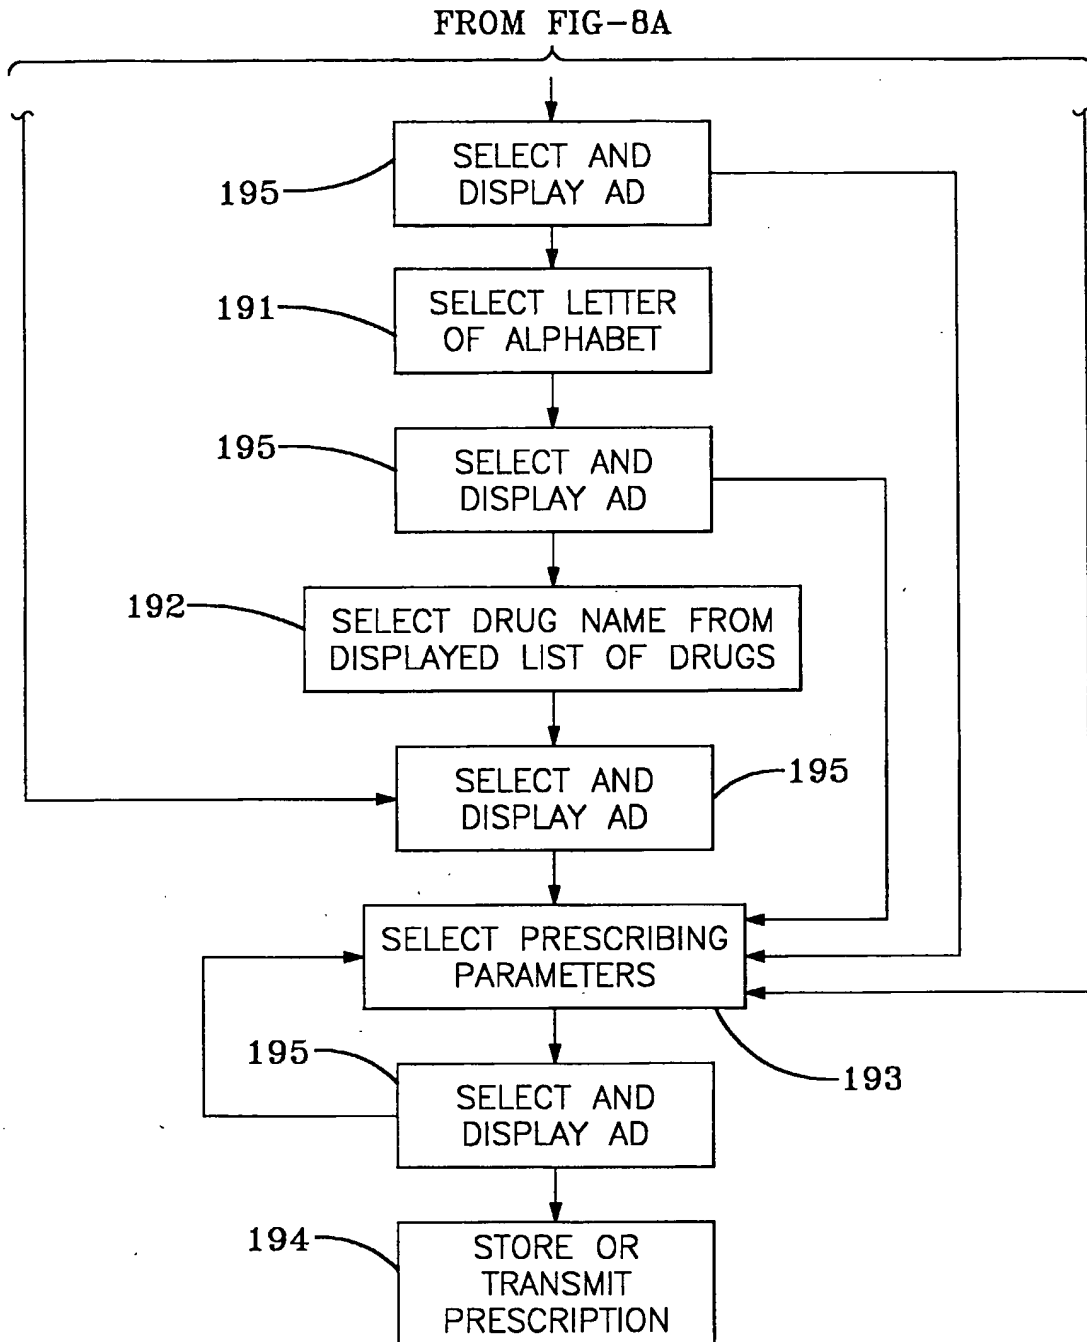 FROM FIG-8A
SELECT AND
DISPLAY AD
195
SELECT LETTER
OF ALPHABET
191
SELECT AND
DISPLAY AD
195
SELECT DRUG NAME FROM
DISPLAYED LIST OF DRUGS
192
SELECT AND
DISPLAY AD
195
SELECT PRESCRIBING
PARAMETERS
193
SELECT AND
DISPLAY AD
195
STORE OR
TRANSMIT
PRESCRIPTION
194